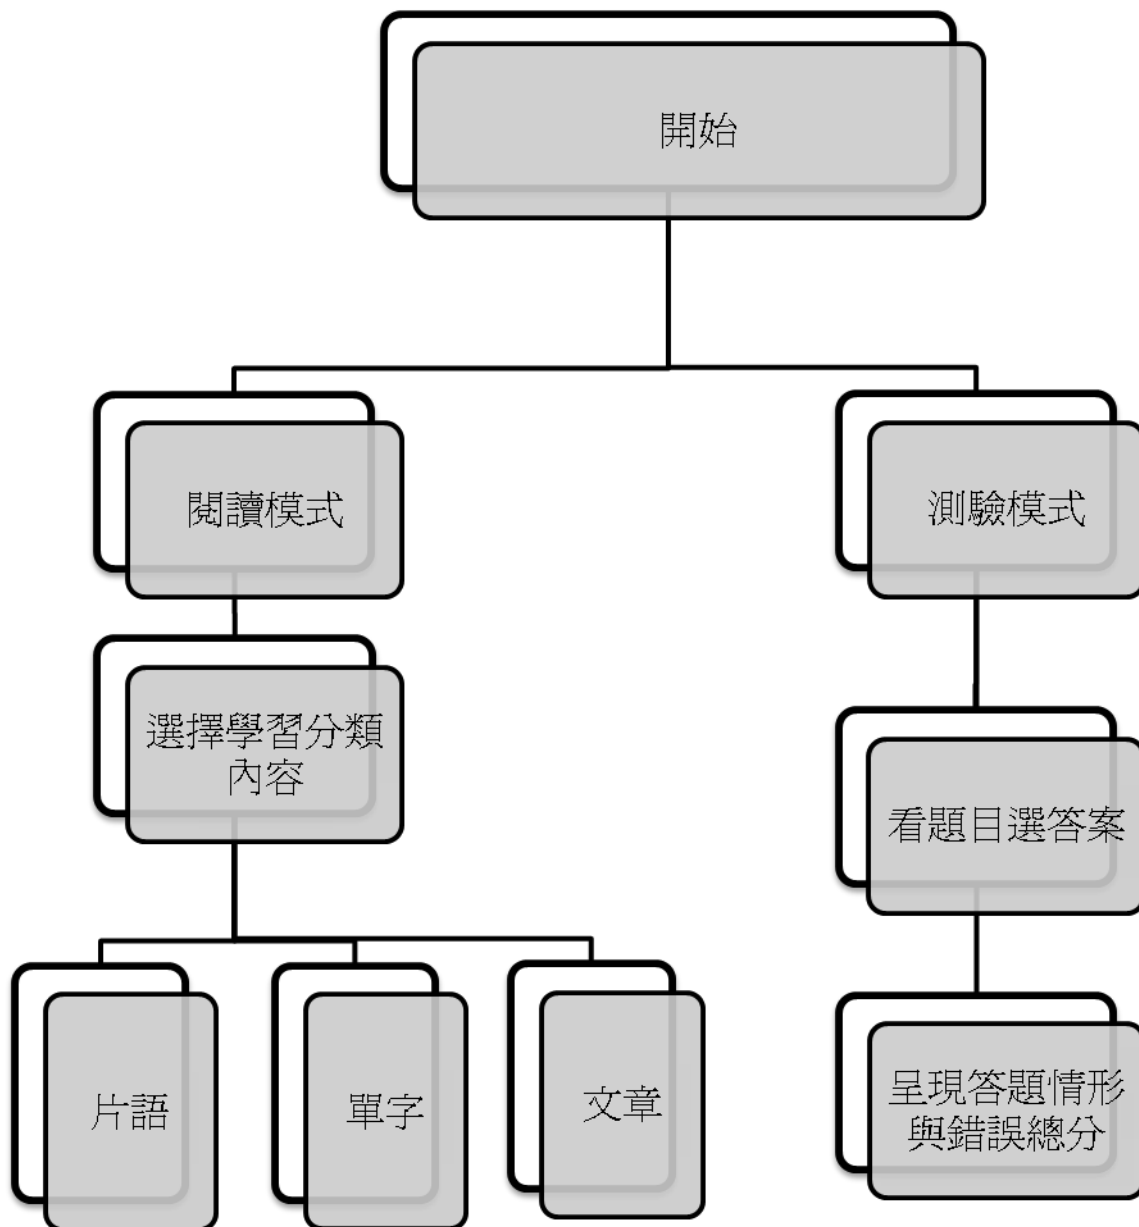 開始
閱讀模式
測驗模式
選擇學習分類
內容
看題目選答案
片語
單字
文章
呈現答題情形
與錯誤總分